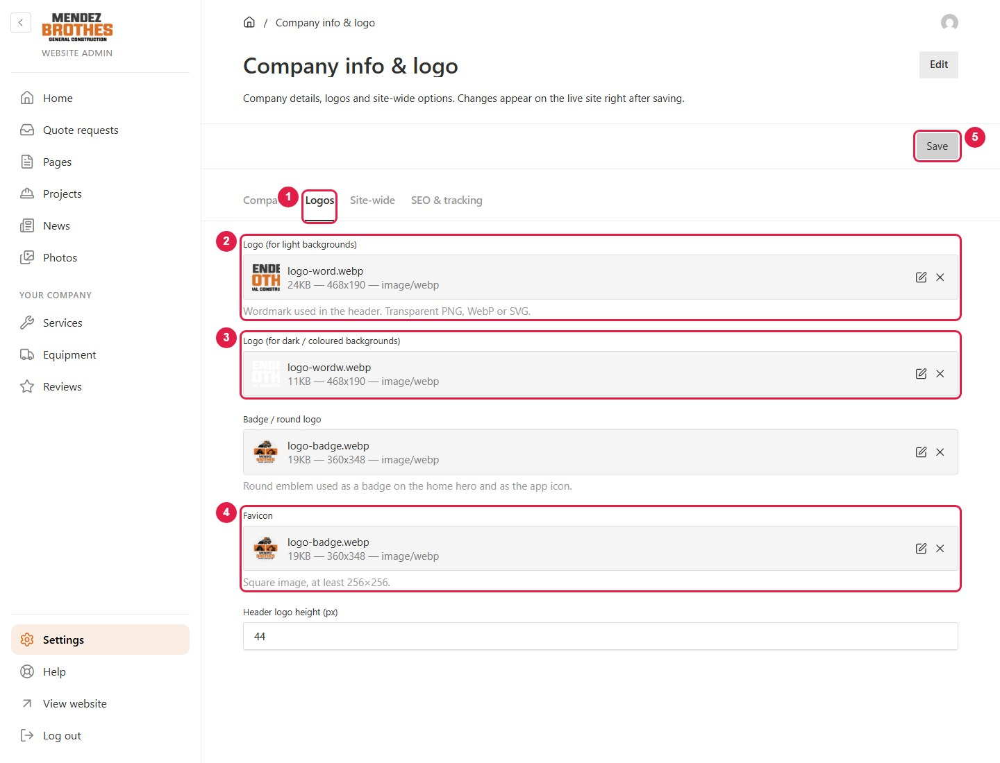 MENDEZ
BROTHES
GENERAL CONSTRUCTION
WEBSITE ADMIN
Home
Quote requests
Pages
Projects
News
Photos
YOUR COMPANY
Services
Equipment
Reviews
Settings
Help
View website
Log out
/ Company info & logo
Company info & logo
Edit
Company details, logos and site-wide options. Changes appear on the live site right after saving.
Save
5
Compa
1
Logos
Site-wide
SEO & tracking
2
Logo (for light backgrounds)
ENDE
OTH
IAL CONSTRU
logo-word.webp
24KB — 468x190 — image/webp
Wordmark used in the header. Transparent PNG, WebP or SVG.
3
Logo (for dark / coloured backgrounds)
logo-wordw.webp
11KB — 468x190 — image/webp
Badge / round logo
MENDEZ
BROTHES
logo-badge.webp
19KB — 360x348 — image/webp
Round emblem used as a badge on the home hero and as the app icon.
4
Favicon
MENDEZ
BROTHES
logo-badge.webp
19KB — 360x348 — image/webp
Square image, at least 256×256.
Header logo height (px)
44